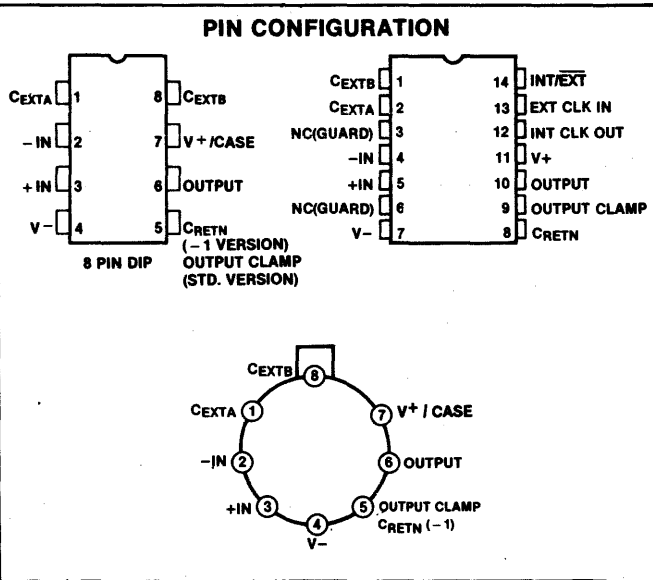 PIN CONFIGURATION
CEXTA 1
8 CEXTB
-IN 2
7 V+/CASE
+IN 3
6 OUTPUT
V- 4
5 CRETN
(-1 VERSION)
OUTPUT CLAMP
(STD. VERSION)
8 PIN DIP
CEXTB 1
14 INT/EXT
CEXTA 2
13 EXT CLK IN
NC(GUARD) 3
12 INT CLK OUT
-IN 4
11 V+
+IN 5
10 OUTPUT
NC(GUARD) 6
9 OUTPUT CLAMP
V- 7
8 CRETN
CEXTB 8
CEXTA 1
7 V+ / CASE
-IN 2
6 OUTPUT
+IN 3
5 OUTPUT CLAMP
CRETN (-1)
4
V-